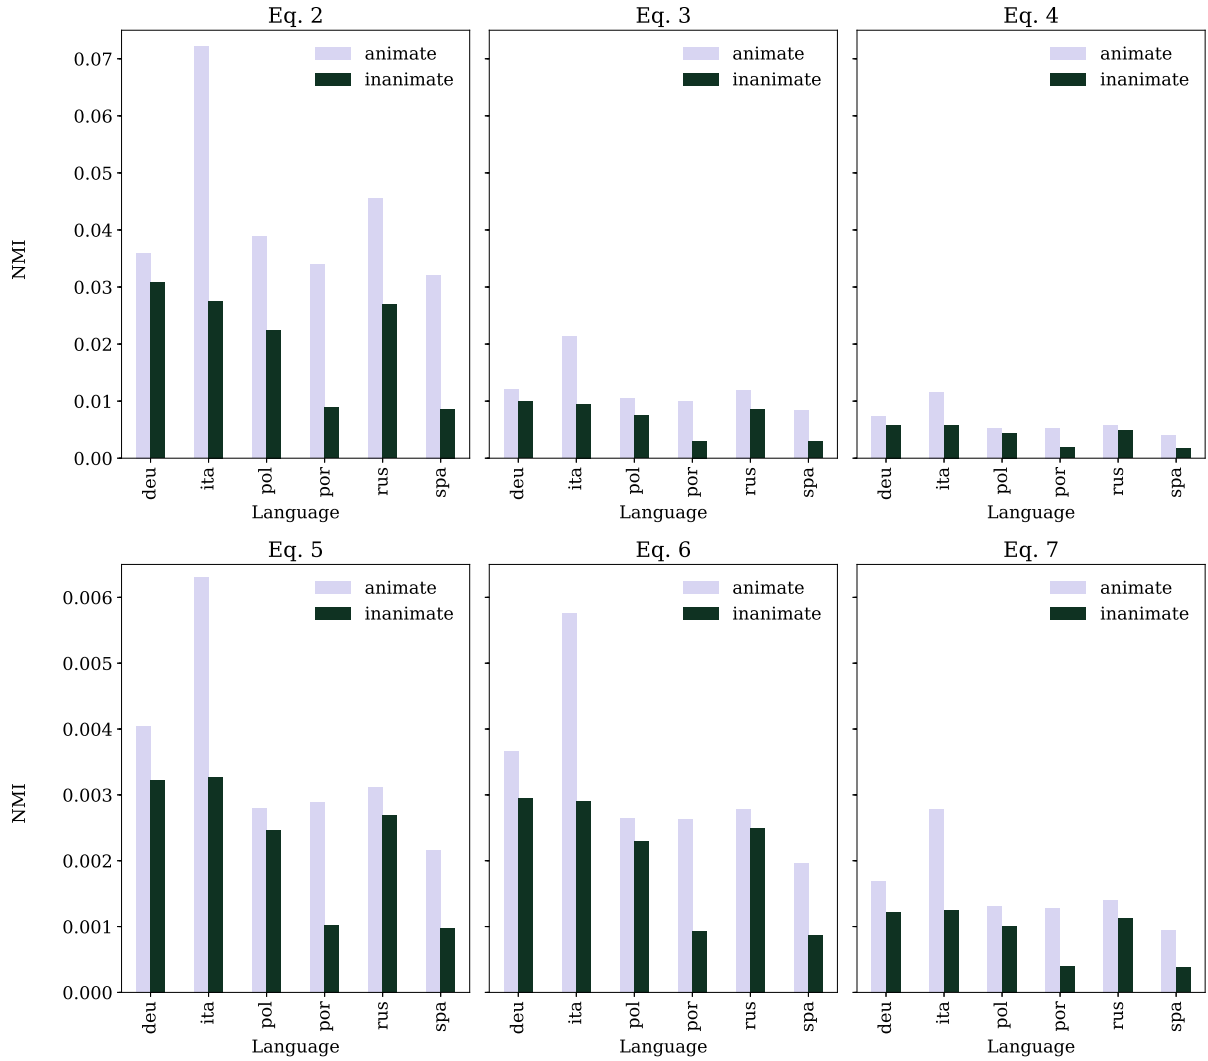 Eq. 2
Eq. 3
Eq. 4
animate
inanimate
animate
inanimate
animate
inanimate
NMI
0.07
0.06
0.05
0.04
0.03
0.02
0.01
0.00
deu
ita
pol
por
rus
spa
deu
ita
pol
por
rus
spa
deu
ita
pol
por
rus
spa
Language
Language
Language
Eq. 5
Eq. 6
Eq. 7
animate
inanimate
animate
inanimate
animate
inanimate
NMI
0.006
0.005
0.004
0.003
0.002
0.001
0.000
deu
ita
pol
por
rus
spa
deu
ita
pol
por
rus
spa
deu
ita
pol
por
rus
spa
Language
Language
Language